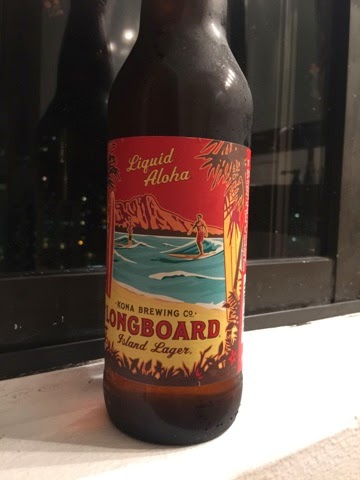 Liquid
Aloha
KONA BREWING CO.
LONGBOARD
Island Lager.